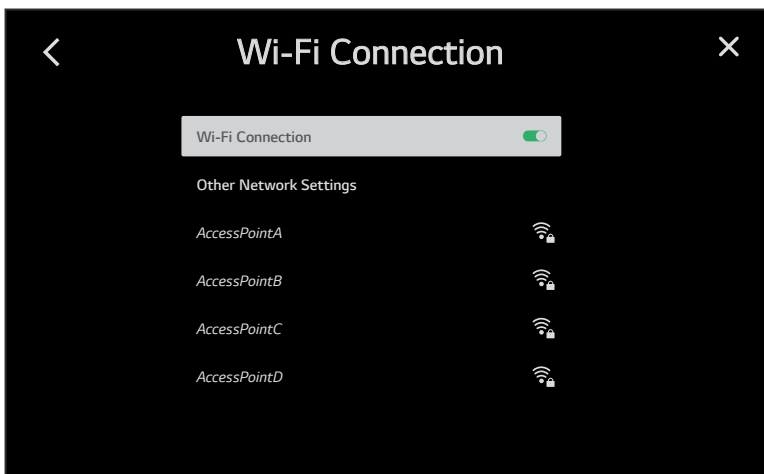 Wi-Fi Connection
Wi-Fi Connection
Other Network Settings
AccessPointA
AccessPointB
AccessPointC
AccessPointD